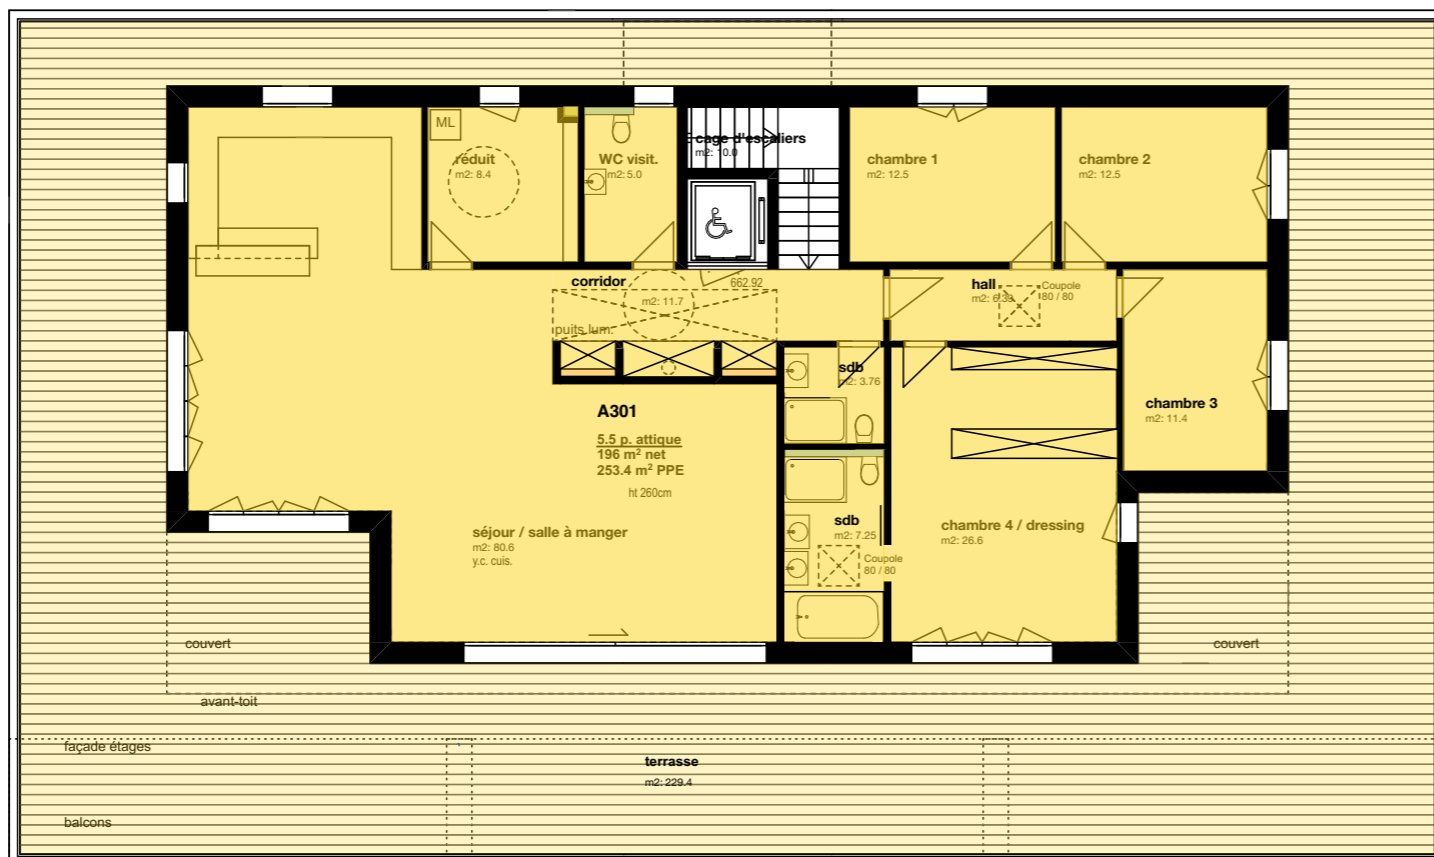 ML
réduit
m2: 8.4
WC visit.
m2: 5.0
cage d'escaliers
m2: 10.0
chambre 1
m2: 12.5
chambre 2
m2: 12.5
corridor
m2: 11.7
662.92
puits lum.
hall
m2: 6.33
Coupole
80 / 80
sdb
m2: 3.76
chambre 3
m2: 11.4
A301
5.5 p. attique
196 m² net
253.4 m² PPE
ht 260cm
séjour / salle à manger
m2: 80.6
y.c. cuis.
sdb
m2: 7.25
Coupole
80 / 80
chambre 4 / dressing
m2: 26.6
couvert
couvert
avant-toit
façade étages
terrasse
m2: 229.4
balcons